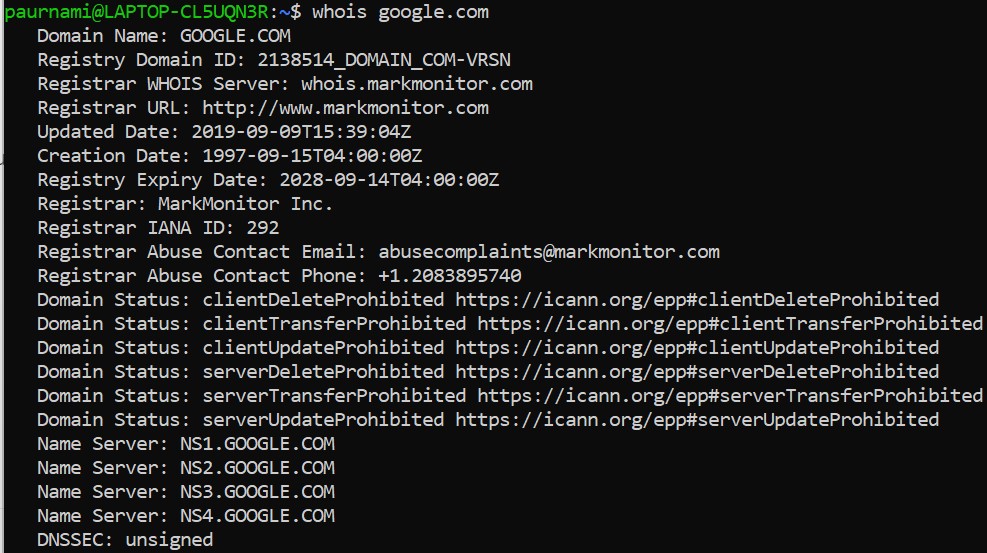 paurnami@LAPTOP-CL5UQN3R:~$ whois google.com
Domain Name: GOOGLE.COM
Registry Domain ID: 2138514_DOMAIN_COM-VRSN
Registrar WHOIS Server: whois.markmonitor.com
Registrar URL: http://www.markmonitor.com
Updated Date: 2019-09-09T15:39:04Z
Creation Date: 1997-09-15T04:00:00Z
Registry Expiry Date: 2028-09-14T04:00:00Z
Registrar: MarkMonitor Inc.
Registrar IANA ID: 292
Registrar Abuse Contact Email: abusecomplaints@markmonitor.com
Registrar Abuse Contact Phone: +1.2083895740
Domain Status: clientDeleteProhibited https://icann.org/epp#clientDeleteProhibited
Domain Status: clientTransferProhibited https://icann.org/epp#clientTransferProhibited
Domain Status: clientUpdateProhibited https://icann.org/epp#clientUpdateProhibited
Domain Status: serverDeleteProhibited https://icann.org/epp#serverDeleteProhibited
Domain Status: serverTransferProhibited https://icann.org/epp#serverTransferProhibited
Domain Status: serverUpdateProhibited https://icann.org/epp#serverUpdateProhibited
Name Server: NS1.GOOGLE.COM
Name Server: NS2.GOOGLE.COM
Name Server: NS3.GOOGLE.COM
Name Server: NS4.GOOGLE.COM
DNSSEC: unsigned